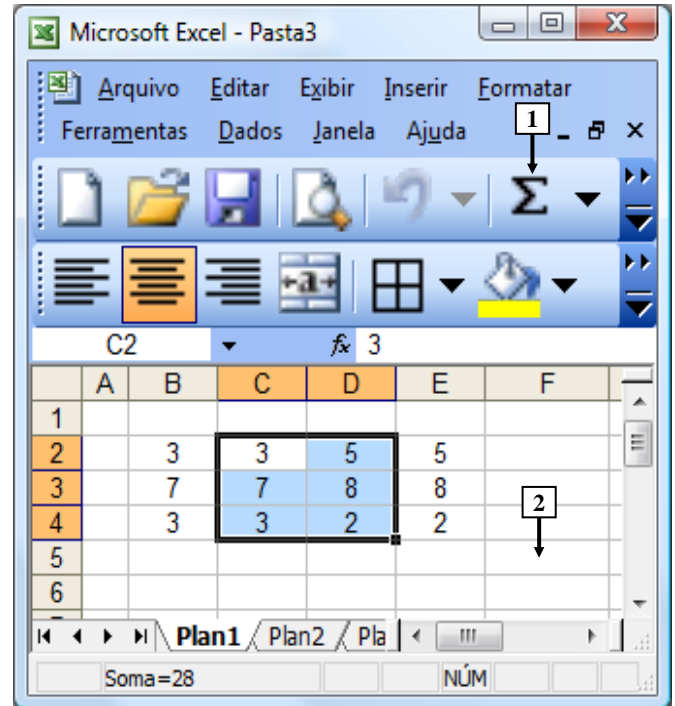 Microsoft Excel - Pasta3
Arquivo Editar Exibir Inserir Formatar
Ferramentas Dados Janela Ajuda
1
Σ
a
C2 fx 3
A B C D E F
1
2 3 3 5 5
3 7 7 8 8
2
4 3 3 2 2
5
6
Plan1 Plan2 Pla
Soma=28 NÚM